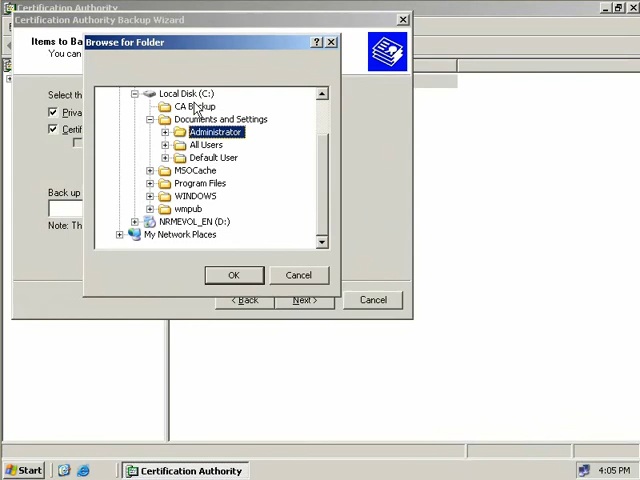 Certification Authority
Certification Authority Backup Wizard
Items to Ba
You can
Browse for Folder
Select th
Priva
Certif
Back up
Note: Th
Local Disk (C:)
CA Backup
Documents and Settings
Administrator
All Users
Default User
MSOCache
Program Files
WINDOWS
wmpub
NRMEVOL_EN (D:)
My Network Places
OK
Cancel
< Back
Next >
Cancel
Start
Certification Authority
4:05 PM